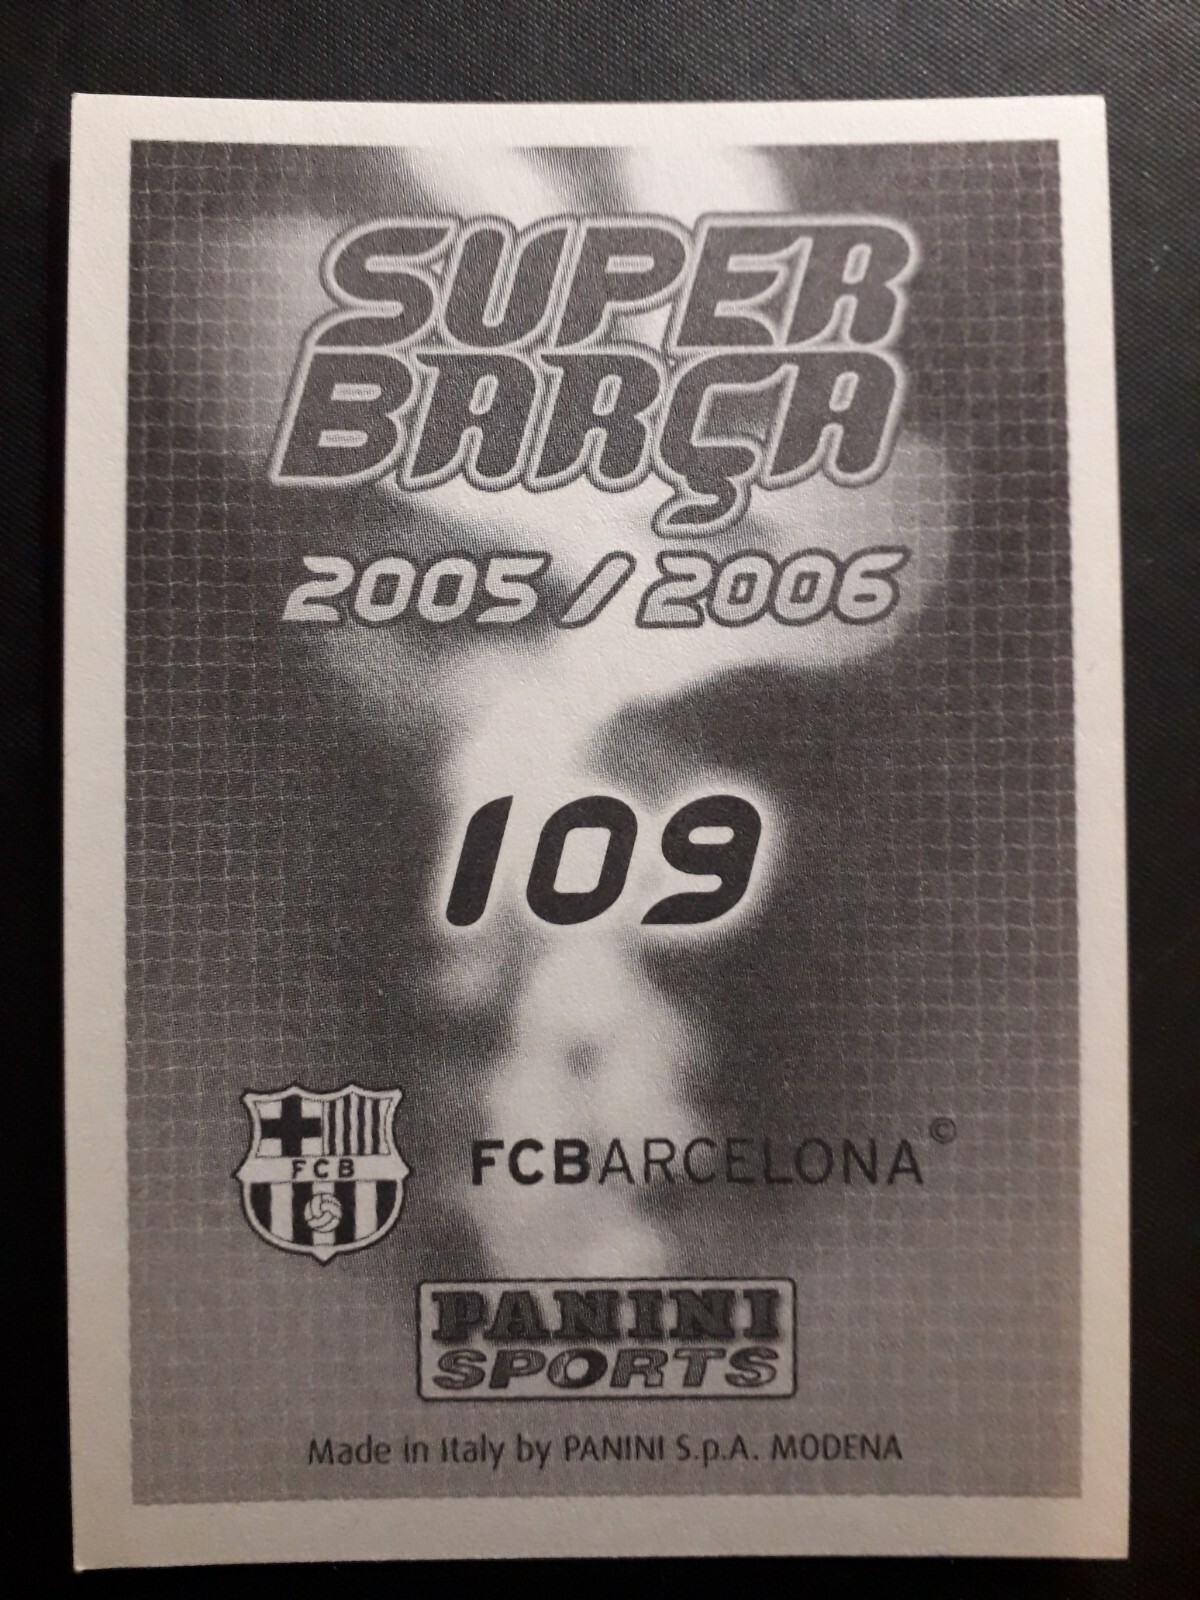 SUPER
BARÇA
2005/2006
109
FCB
FCBARCELONA©
PANINI
SPORTS
Made in Italy by PANINI S.p.A. MODENA